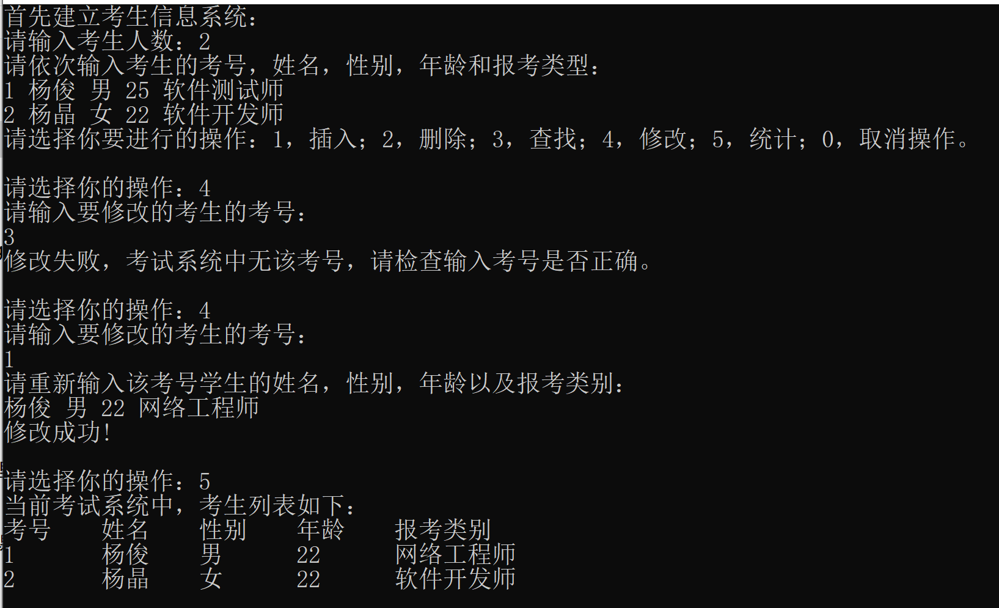 首先建立考生信息系统：
请输入考生人数：2
请依次输入考生的考号，姓名，性别，年龄和报考类型：
1 杨俊 男 25 软件测试师
2 杨晶 女 22 软件开发师
请选择你要进行的操作：1，插入；2，删除；3，查找；4，修改；5，统计；0，取消操作。
请选择你的操作：4
请输入要修改的考生的考号：
3
修改失败，考试系统中无该考号，请检查输入考号是否正确。
请选择你的操作：4
请输入要修改的考生的考号：
1
请重新输入该考号学生的姓名，性别，年龄以及报考类别：
杨俊 男 22 网络工程师
修改成功!
请选择你的操作：5
当前考试系统中，考生列表如下：
考号 姓名 性别 年龄 报考类别
1 杨俊 男 22 网络工程师
2 杨晶 女 22 软件开发师